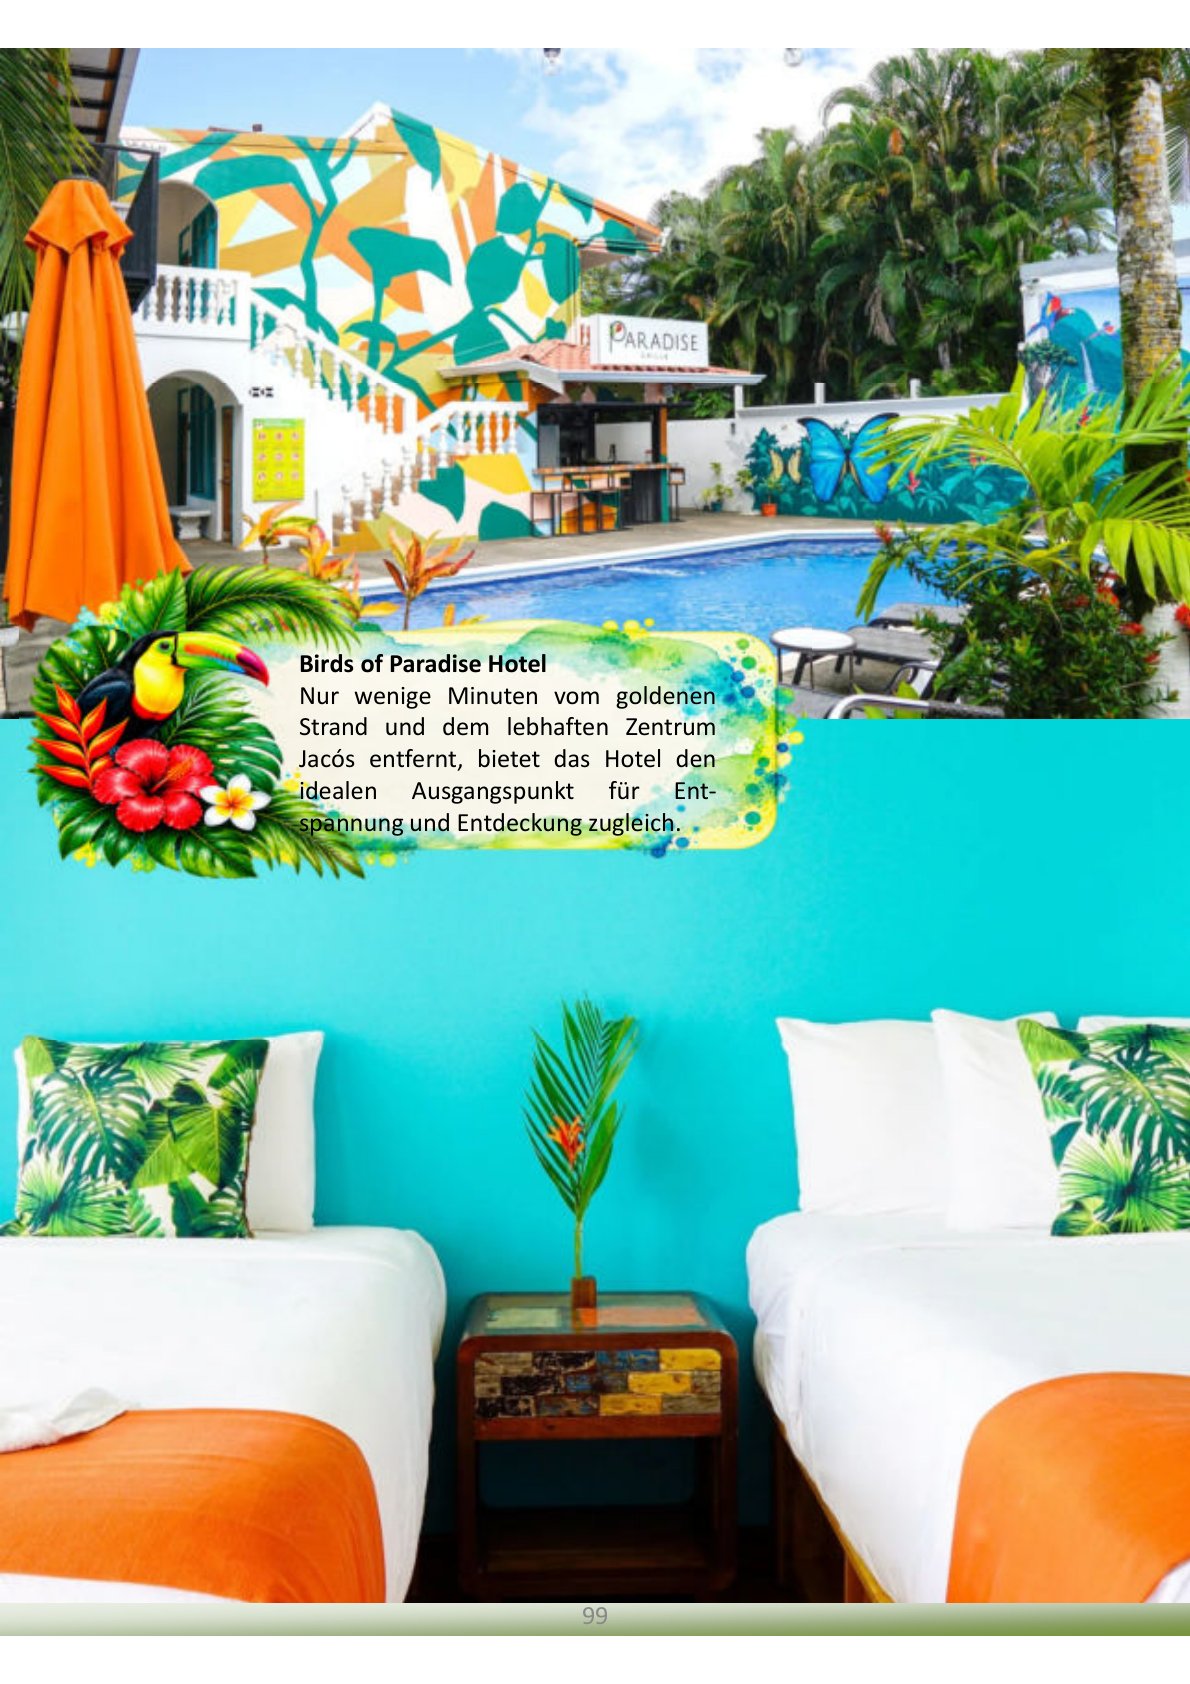 PARADISE
GRILLE
Birds of Paradise Hotel
Nur wenige Minuten vom goldenen
Strand und dem lebhaften Zentrum
Jacós entfernt, bietet das Hotel den
idealen Ausgangspunkt für Ent-
spannung und Entdeckung zugleich.
99